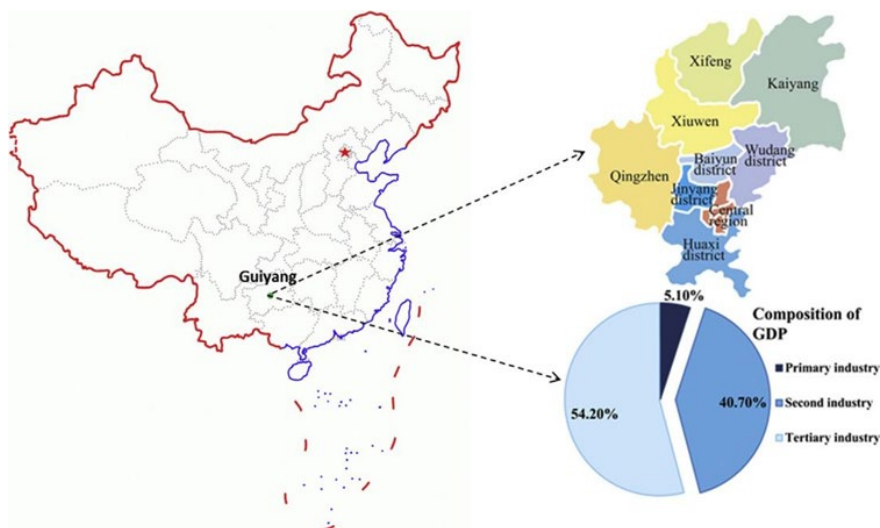 Guiyang
Xifeng
Kaiyang
Xiuwen
Wudang
district
Baiyun
district
Qingzhen
Jinyang
district
Central
region
Huaxi
district
5.10%
Composition of
GDP
Primary industry
40.70%
Second industry
54.20%
Tertiary industry